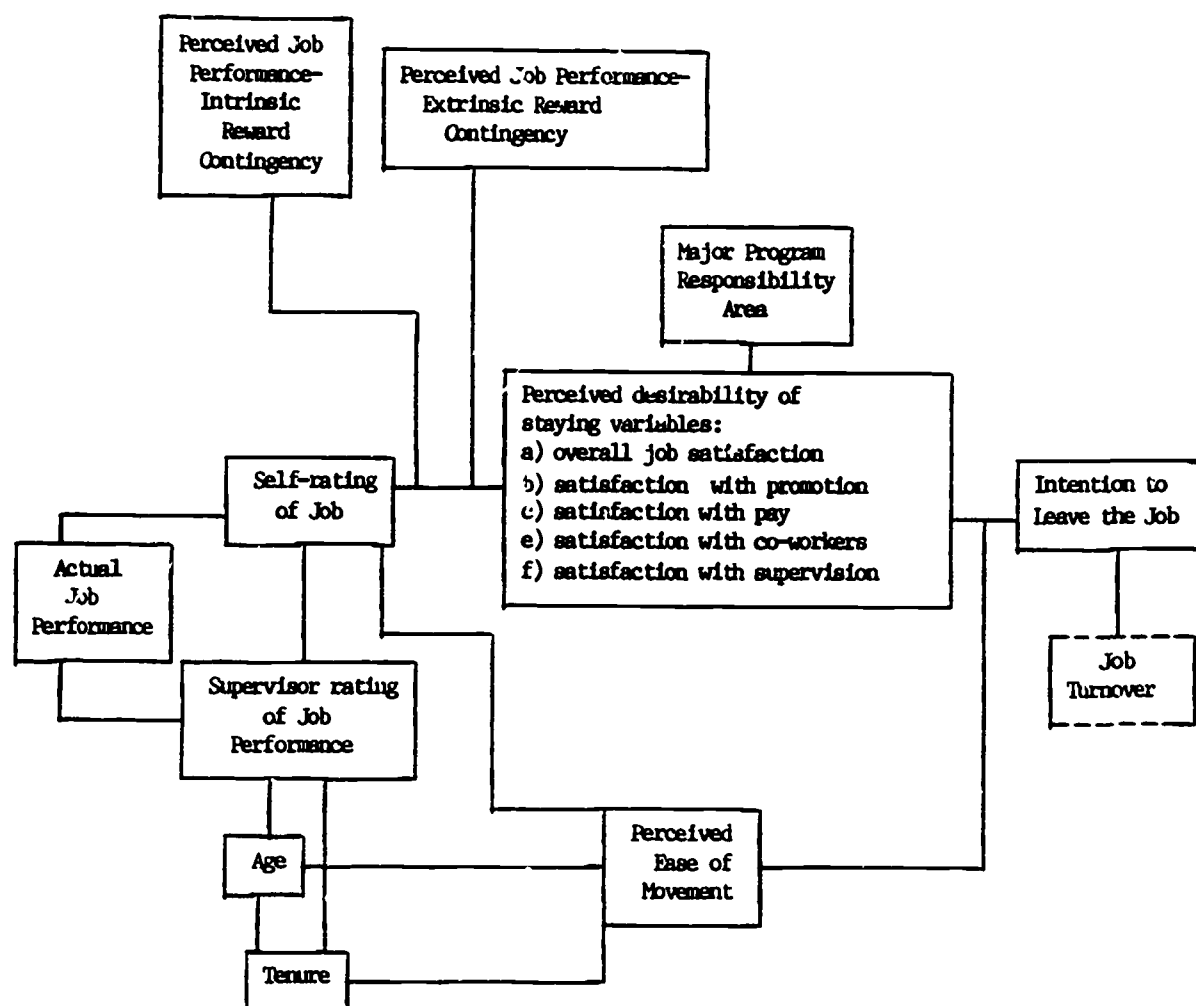 Perceived Job
Performance-
Intrinsic
Reward
Contingency
Perceived Job Performance-
Extrinsic Reward
Contingency
Major Program
Responsibility
Area
Perceived desirability of
staying variables:
a) overall job satisfaction
b) satisfaction with promotion
c) satisfaction with pay
e) satisfaction with co-workers
f) satisfaction with supervision
Self-rating
of Job
Intention to
Leave the Job
Actual
Job
Performance
Job
Turnover
Supervisor rating
of Job
Performance
Perceived
Ease of
Movement
Age
Tenure